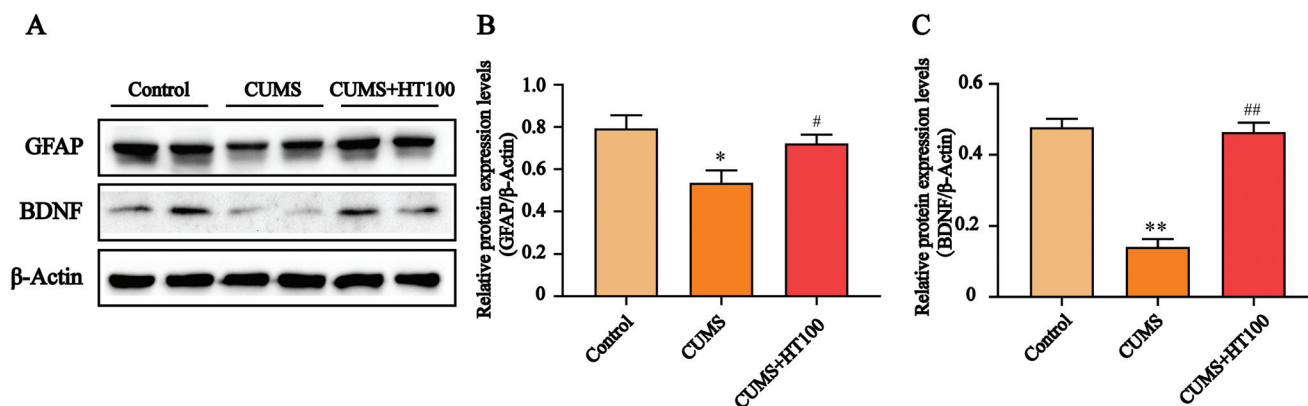 A
Control CUMS CUMS+HT100
GFAP
BDNF
β-Actin
B
Relative protein expression levels
(GFAP/β-Actin)
1.0
0.8
0.6
0.4
0.2
0
*
#
Control
CUMS
CUMS+HT100
C
Relative protein expression levels
(BDNF/β-Actin)
0.6
0.4
0.2
0
**
##
Control
CUMS
CUMS+HT100